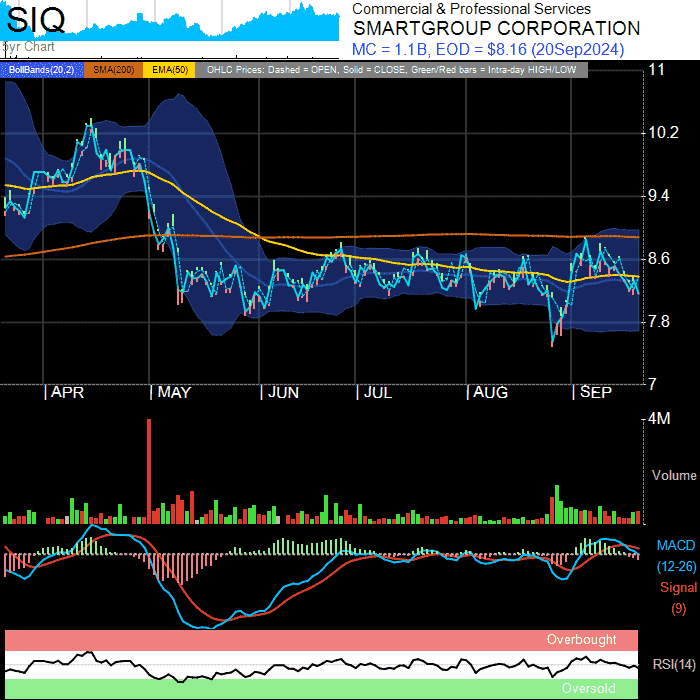 SIQ
5yr Chart
Commercial & Professional Services
SMARTGROUP CORPORATION
MC = 1.1B, EOD = $8.16 (20Sep2024)
BollBands(20,2) SMA(200) EMA(50) OHLC Prices: Dashed = OPEN, Solid = CLOSE, Green/Red bars = Intra-day HIGH/LOW
11
10.2
9.4
8.6
7.8
7
| APR | MAY | JUN | JUL | AUG | SEP
4M
Volume
MACD
(12-26)
Signal
(9)
Overbought
RSI(14)
Oversold